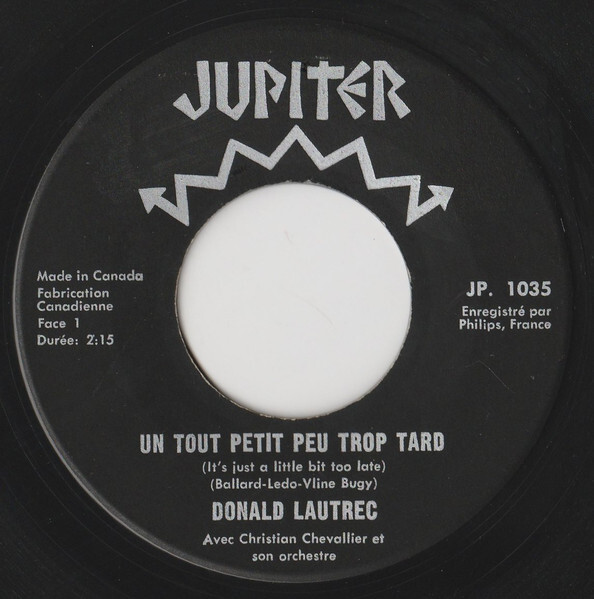 JUPITER
Made in Canada
Fabrication
Canadienne
Face 1
Durée: 2:15
JP. 1035
Enregistré par
Philips, France
UN TOUT PETIT PEU TROP TARD
(It's just a little bit too late)
(Ballard-Ledo-Vline Bugy)
DONALD LAUTREC
Avec Christian Chevallier et
son orchestre